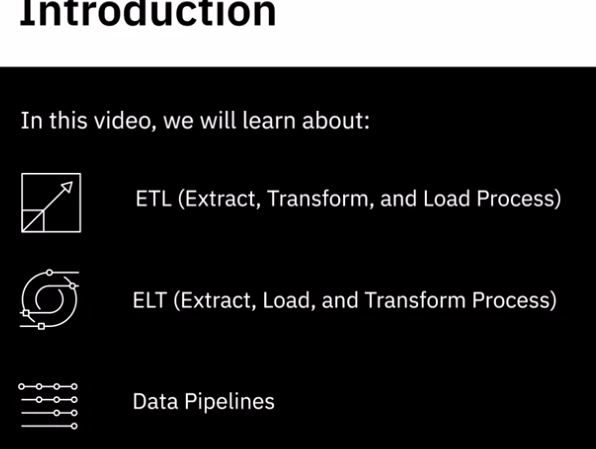 Introduction
In this video, we will learn about:
ETL (Extract, Transform, and Load Process)
ELT (Extract, Load, and Transform Process)
Data Pipelines